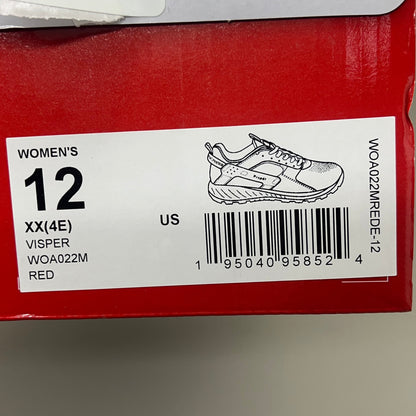 WOMEN'S
12
XX(4E)
US
VISPER
WOA022M
RED
1 95040 95852 4
WOA022MREDE-12